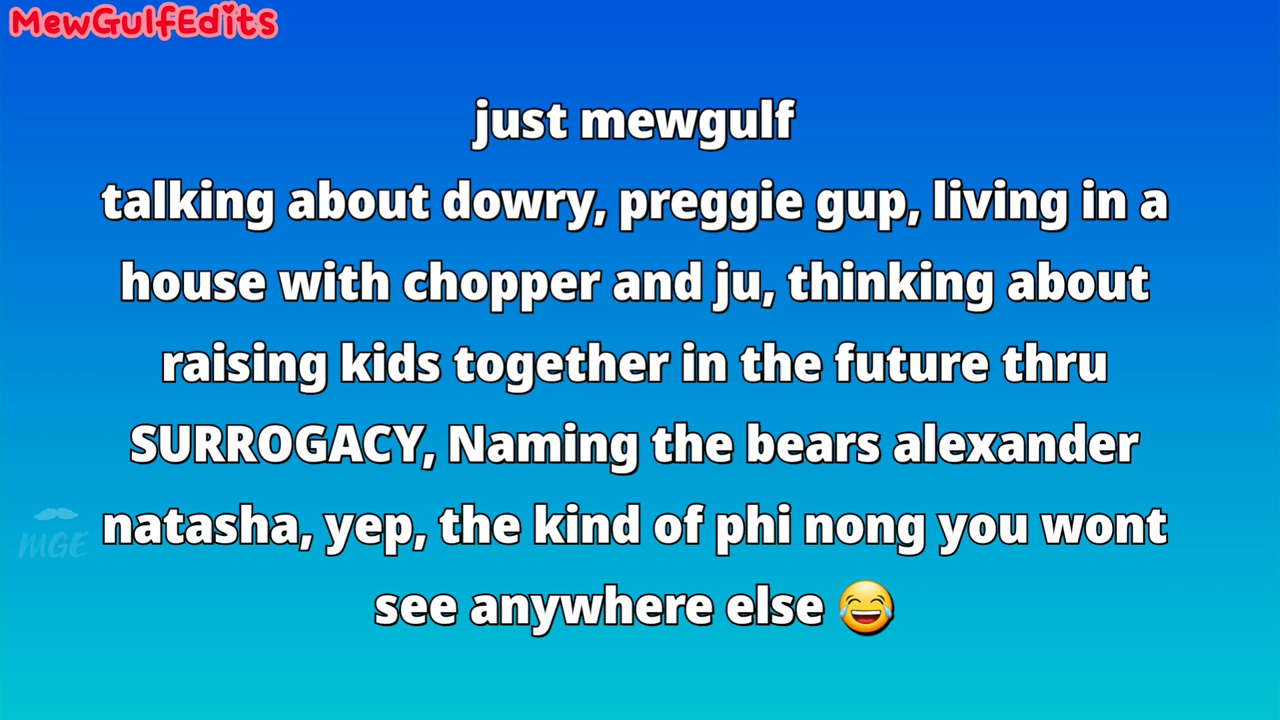 MewGulfEdits
just mewgulf
talking about dowry, preggie gup, living in a
house with chopper and ju, thinking about
raising kids together in the future thru
SURROGACY, Naming the bears alexander
natasha, yep, the kind of phi nong you wont
see anywhere else 😂
MGE